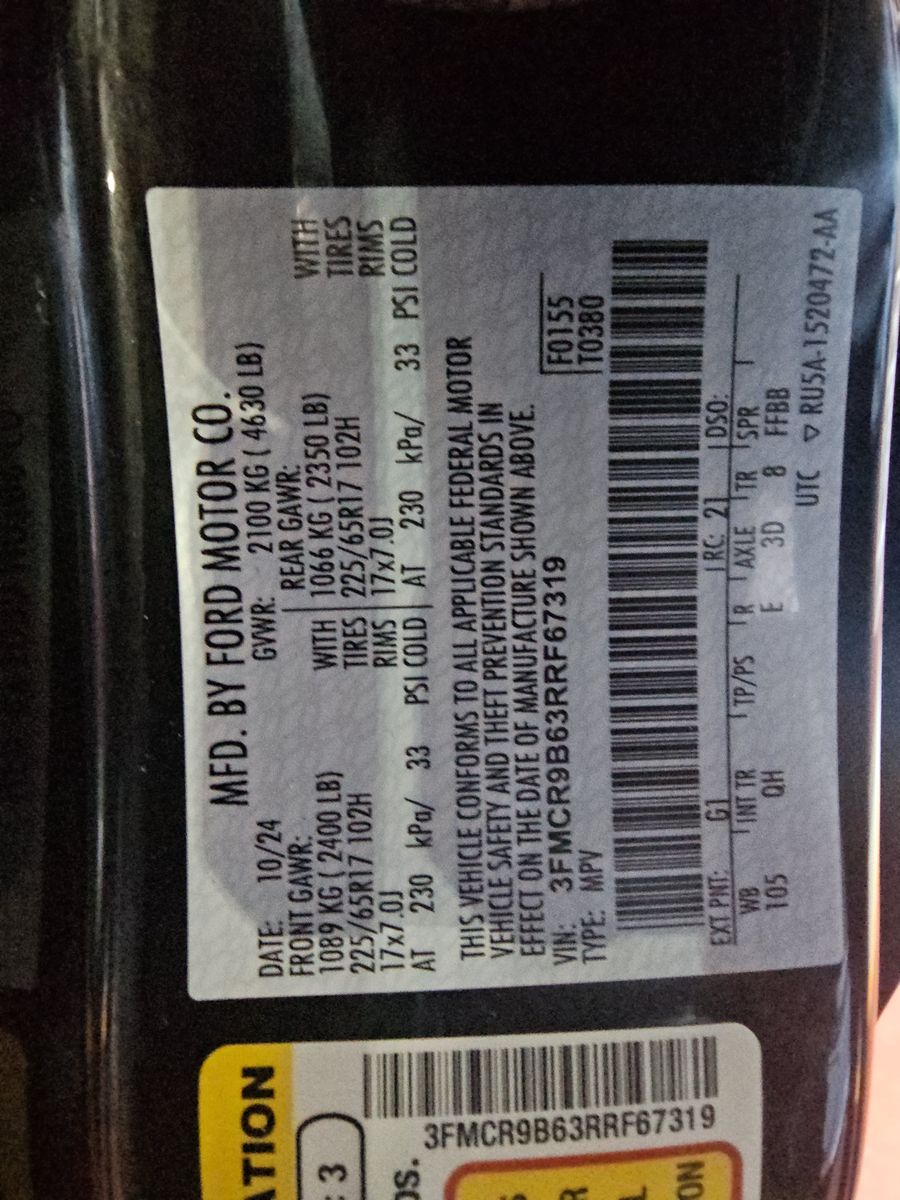 MFD. BY FORD MOTOR CO.
DATE: 10/24 GVWR: 2100 KG ( 4630 LB)
FRONT GAWR: REAR GAWR:
1089 KG ( 2400 LB) WITH 1066 KG ( 2350 LB) WITH
225/65R17 102H TIRES 225/65R17 102H TIRES
17x7.0J RIMS 17x7.0J RIMS
AT 230 kPa/ 33 PSI COLD AT 230 kPa/ 33 PSI COLD
THIS VEHICLE CONFORMS TO ALL APPLICABLE FEDERAL MOTOR
VEHICLE SAFETY AND THEFT PREVENTION STANDARDS IN
EFFECT ON THE DATE OF MANUFACTURE SHOWN ABOVE.
VIN: 3FMCR9B63RRF67319 F0155
TYPE: MPV T0380
EXT PNT: G1 RC: 21 DSO:
WB INT TR TP/PS R AXLE TR SPR
105 QH E 3D 8 FFBB
UTC ▽ RU5A-1520472-AA
ATION
: 3
3FMCR9B63RRF67319
OS.
S
R
L
ON